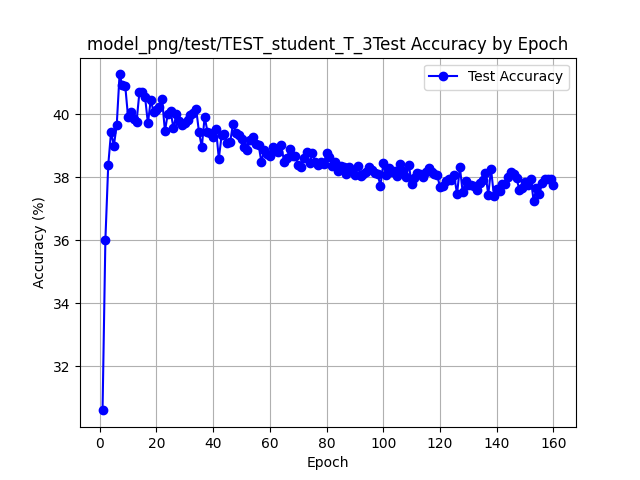 model_png/test/TEST_student_T_3Test Accuracy by Epoch
Test Accuracy
40
38
36
34
32
Accuracy (%)
0 20 40 60 80 100 120 140 160
Epoch